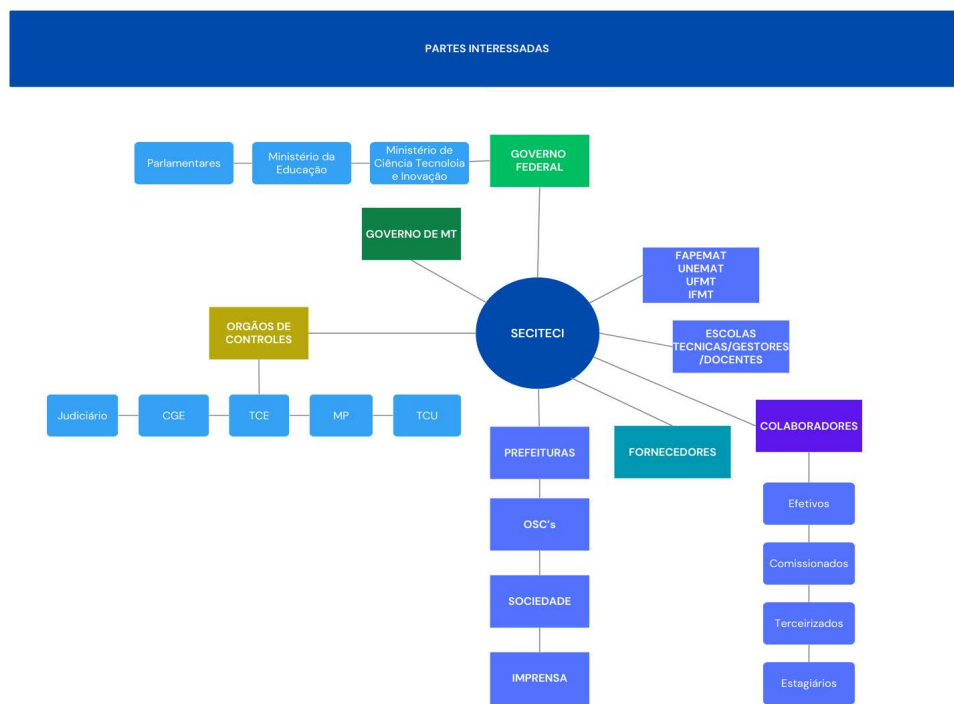 PARTES INTERESSADAS
Parlamentares
Ministério da
Educação
Ministério de
Ciência Tecnoloia
e Inovação
GOVERNO
FEDERAL
GOVERNO DE MT
FAPEMAT
UNEMAT
UFMT
IFMT
ORGÃOS DE
CONTROLES
SECITECI
ESCOLAS
TECNICAS/GESTORES
/DOCENTES
Judiciário
CGE
TCE
MP
TCU
PREFEITURAS
FORNECEDORES
COLABORADORES
OSC's
SOCIEDADE
IMPRENSA
Efetivos
Comissionados
Terceirizados
Estagiários